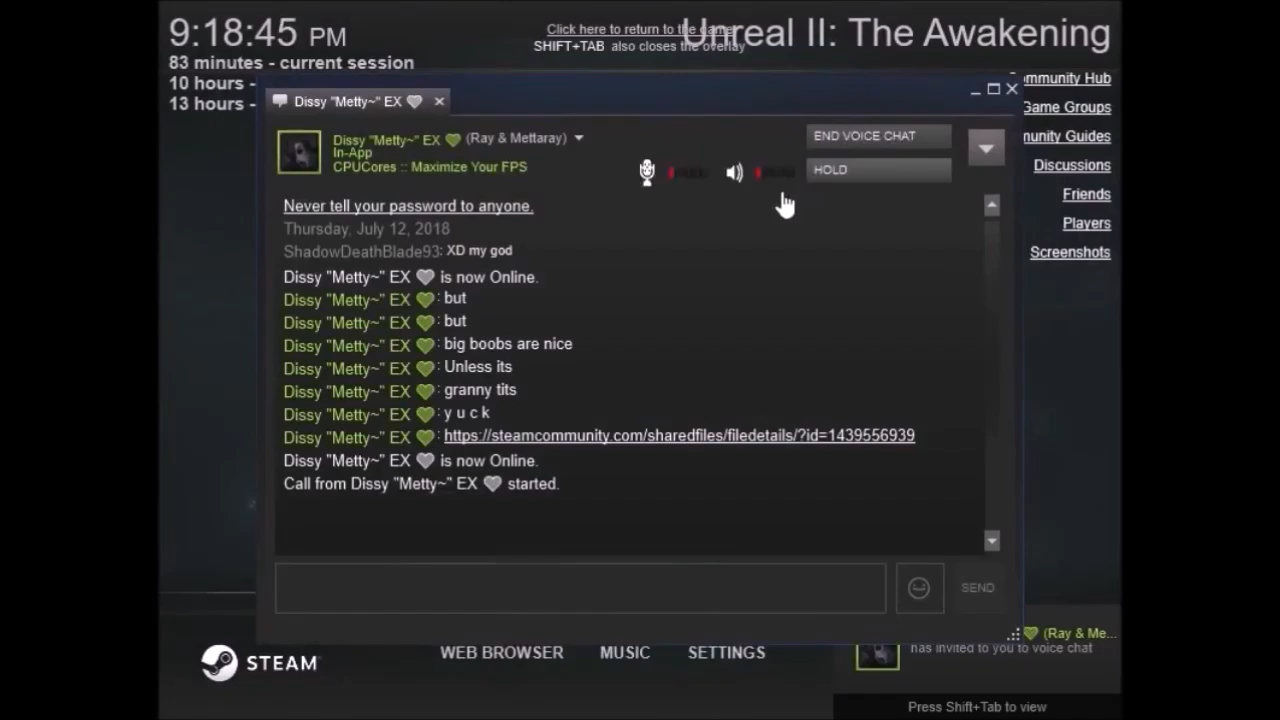 9:18:45 PM
Click here to return to the game
Unreal II: The Awakening
SHIFT+TAB also closes the overlay
83 minutes - current session
10 hours -
13 hours -
ommunity Hub
Game Groups
munity Guides
Discussions
Friends
Players
Screenshots
Dissy "Metty~" EX
Dissy "Metty~" EX (Ray & Mettaray)
In-App
CPUCores :: Maximize Your FPS
END VOICE CHAT
HOLD
Never tell your password to anyone.
Thursday, July 12, 2018
ShadowDeathBlade93: XD my god
Dissy "Metty~" EX 🤍 is now Online.
Dissy "Metty~" EX 💚: but
Dissy "Metty~" EX 💚: but
Dissy "Metty~" EX 💚: big boobs are nice
Dissy "Metty~" EX 💚: Unless its
Dissy "Metty~" EX 💚: granny tits
Dissy "Metty~" EX 💚: y u c k
Dissy "Metty~" EX 💚: https://steamcommunity.com/sharedfiles/filedetails/?id=1439556939
Dissy "Metty~" EX 🤍 is now Online.
Call from Dissy "Metty~" EX 🤍 started.
SEND
STEAM
WEB BROWSER
MUSIC
SETTINGS
(Ray & Me...
has invited to you to voice chat
Press Shift+Tab to view